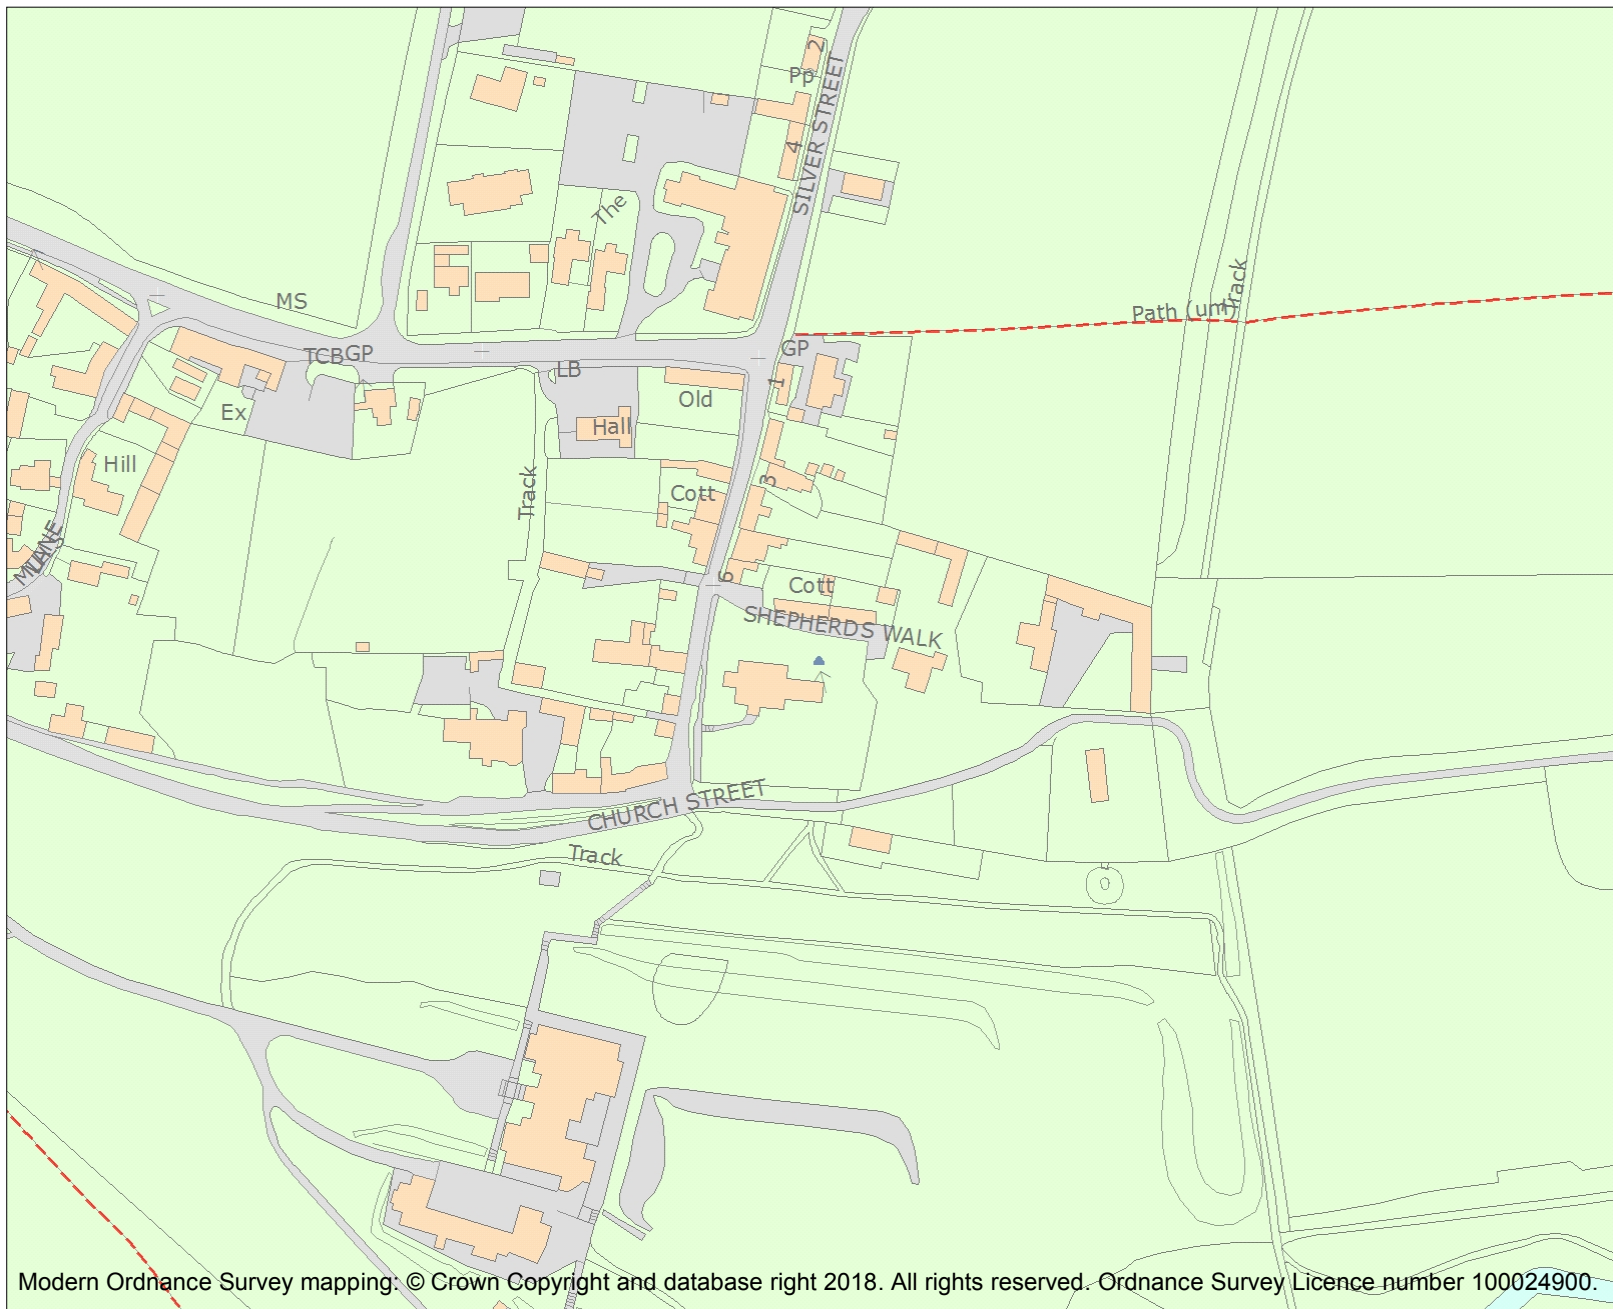 2
Pp
SILVER STREET
4
The
Track
MS
Path (um)
TCB
GP
GP
LB
1
Old
Ex
Hall
Hill
Track
3
Cott
LANE
6
Cott
SHEPHERDS WALK
CHURCH STREET
Track
Modern Ordnance Survey mapping: © Crown Copyright and database right 2018. All rights reserved. Ordnance Survey Licence number 100024900.